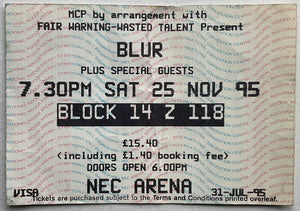 MCP by arrangement with
FAIR WARNING-WASTED TALENT Present
BLUR
PLUS SPECIAL GUESTS
7.30PM SAT 25 NOV 95
BLOCK 14 Z 118
£15.40
(including £1.40 booking fee)
DOORS OPEN 6.00PM
VISA NEC ARENA 31-JUL-95
Tickets are purchased subject to the Terms and Conditions printed overleaf.